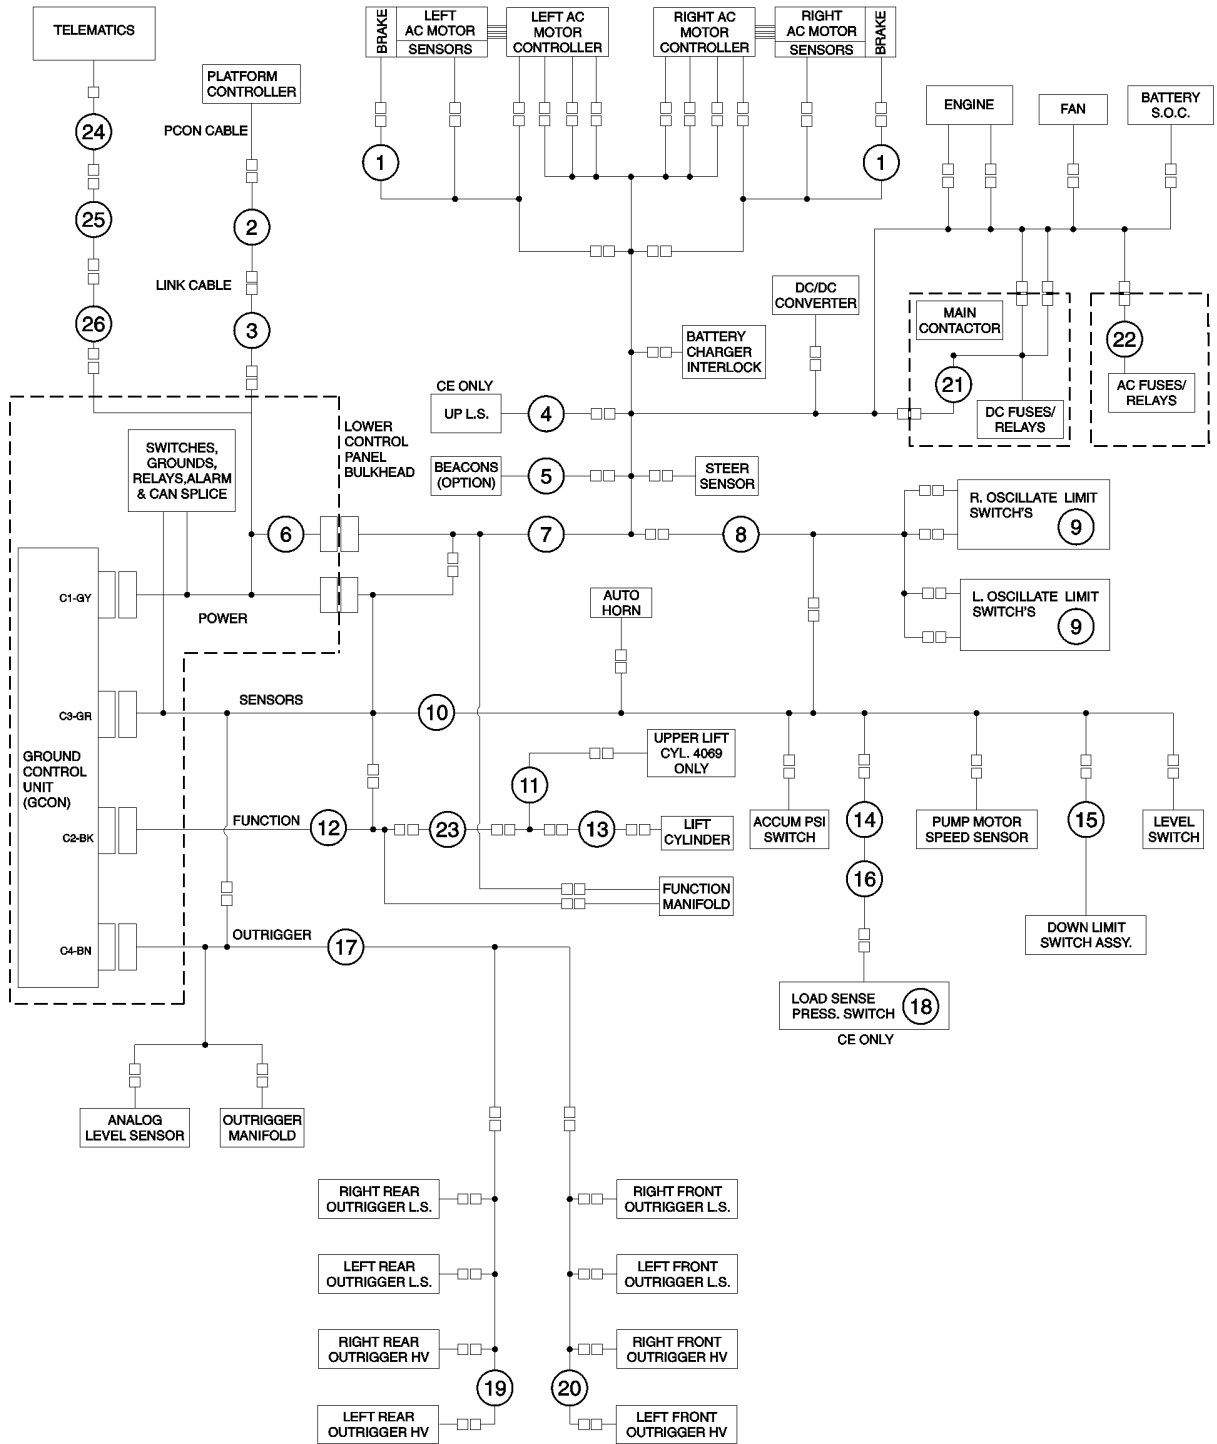 TELEMATICS
PLATFORM
CONTROLLER
PCON CABLE
LINK CABLE
24
25
26
2
3
BRAKE
LEFT
AC MOTOR
SENSORS
LEFT AC
MOTOR
CONTROLLER
RIGHT AC
MOTOR
CONTROLLER
RIGHT
AC MOTOR
SENSORS
BRAKE
1
1
ENGINE
FAN
BATTERY
S.O.C.
DC/DC
CONVERTER
MAIN
CONTACTOR
21
DC FUSES/
RELAYS
22
AC FUSES/
RELAYS
BATTERY
CHARGER
INTERLOCK
CE ONLY
UP L.S.
4
BEACONS
(OPTION)
5
STEER
SENSOR
LOWER
CONTROL
PANEL
BULKHEAD
SWITCHES,
GROUNDS,
RELAYS,ALARM
& CAN SPLICE
6
7
8
R. OSCILLATE LIMIT
SWITCH'S
9
L. OSCILLATE LIMIT
SWITCH'S
9
C1-GY
POWER
AUTO
HORN
C3-GR
SENSORS
10
GROUND
CONTROL
UNIT
(GCON)
UPPER LIFT
CYL. 4069
ONLY
11
C2-BK
FUNCTION
12
23
13
LIFT
CYLINDER
ACCUM PSI
SWITCH
14
16
PUMP MOTOR
SPEED SENSOR
15
LEVEL
SWITCH
FUNCTION
MANIFOLD
DOWN LIMIT
SWITCH ASSY.
C4-BN
OUTRIGGER
17
LOAD SENSE
PRESS. SWITCH
18
CE ONLY
ANALOG
LEVEL SENSOR
OUTRIGGER
MANIFOLD
RIGHT REAR
OUTRIGGER L.S.
RIGHT FRONT
OUTRIGGER L.S.
LEFT REAR
OUTRIGGER L.S.
LEFT FRONT
OUTRIGGER L.S.
RIGHT REAR
OUTRIGGER HV
RIGHT FRONT
OUTRIGGER HV
19
20
LEFT REAR
OUTRIGGER HV
LEFT FRONT
OUTRIGGER HV